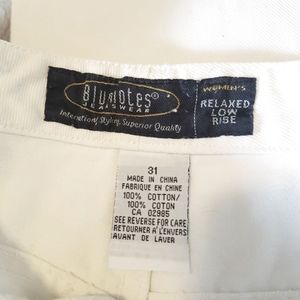 Blunotes
JEANSWEAR
International Styling, Superior Quality
WOMEN'S
RELAXED
LOW
RISE
31
MADE IN CHINA
FABRIQUE EN CHINE
100% COTTON/
100% COTON
CA 02985
SEE REVERSE FOR CARE
RETOURNER À L'ENVERS
AVANT DE LAVER